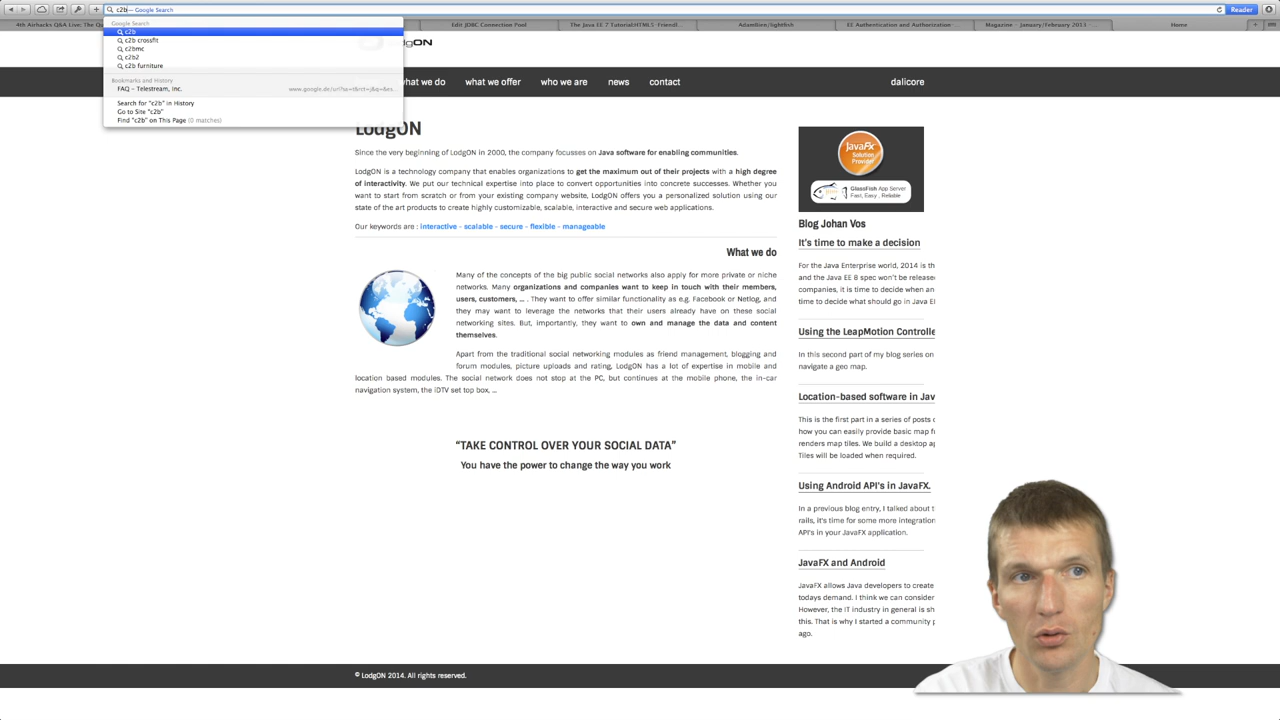 c2b — Google Search
Reader
4th Airhacks Q&A Live: The Qu
Edit JDBC Connection Pool
The Java EE 7 Tutorial:HTML5-Friendl...
AdamBien/lightfish
EE Authentication and Authorization-...
Magazine - January/February 2013 -...
Home
Google Search
c2b
c2b crossfit
c2bmc
c2b2
c2b furniture
Bookmarks and History
FAQ - Telestream, Inc.
www.google.de/url?sa=t&rct=j&q=&es...
Search for "c2b" in History
Go to Site "c2b"
Find "c2b" on This Page (0 matches)
lodgON
what we do
what we offer
who we are
news
contact
dalicore
LodgON
Since the very beginning of LodgON in 2000, the company focusses on Java software for enabling communities.
LodgON is a technology company that enables organizations to get the maximum out of their projects with a high degree
of interactivity. We put our technical expertise into place to convert opportunities into concrete successes. Whether you
want to start from scratch or from your existing company website, LodgON offers you a personalized solution using our
state of the art products to create highly customizable, scalable, interactive and secure web applications.
Our keywords are : interactive - scalable - secure - flexible - manageable
What we do
Many of the concepts of the big public social networks also apply for more private or niche
networks. Many organizations and companies want to keep in touch with their members,
users, customers, ... . They want to offer similar functionality as e.g. Facebook or Netlog, and
they may want to leverage the networks that their users already have on these social
networking sites. But, importantly, they want to own and manage the data and content
themselves.
Apart from the traditional social networking modules as friend management, blogging and
forum modules, picture uploads and rating, LodgON has a lot of expertise in mobile and
location based modules. The social network does not stop at the PC, but continues at the mobile phone, the in-car
navigation system, the iDTV set top box, ...
“TAKE CONTROL OVER YOUR SOCIAL DATA”
You have the power to change the way you work
JavaFX
Solution
Provider
GlassFish App Server
Fast, Easy , Reliable
Blog Johan Vos
It's time to make a decision
For the Java Enterprise world, 2014 is th
and the Java EE 8 spec won't be release
companies, it is time to decide when an
time to decide what should go in Java E
Using the LeapMotion Controlle
In this second part of my blog series on
navigate a geo map.
Location-based software in Jav
This is the first part in a series of posts o
how you can easily provide basic map f
renders map tiles. We build a desktop a
Tiles will be loaded when required.
Using Android API's in JavaFX.
In a previous blog entry, I talked about t
rails, it's time for some more integration
API's in your JavaFX application.
JavaFX and Android
JavaFX allows Java developers to create
todays demand. I think we can consider
However, the IT industry in general is sh
this. That is why I started a community p
ago.
© LodgON 2014. All rights reserved.